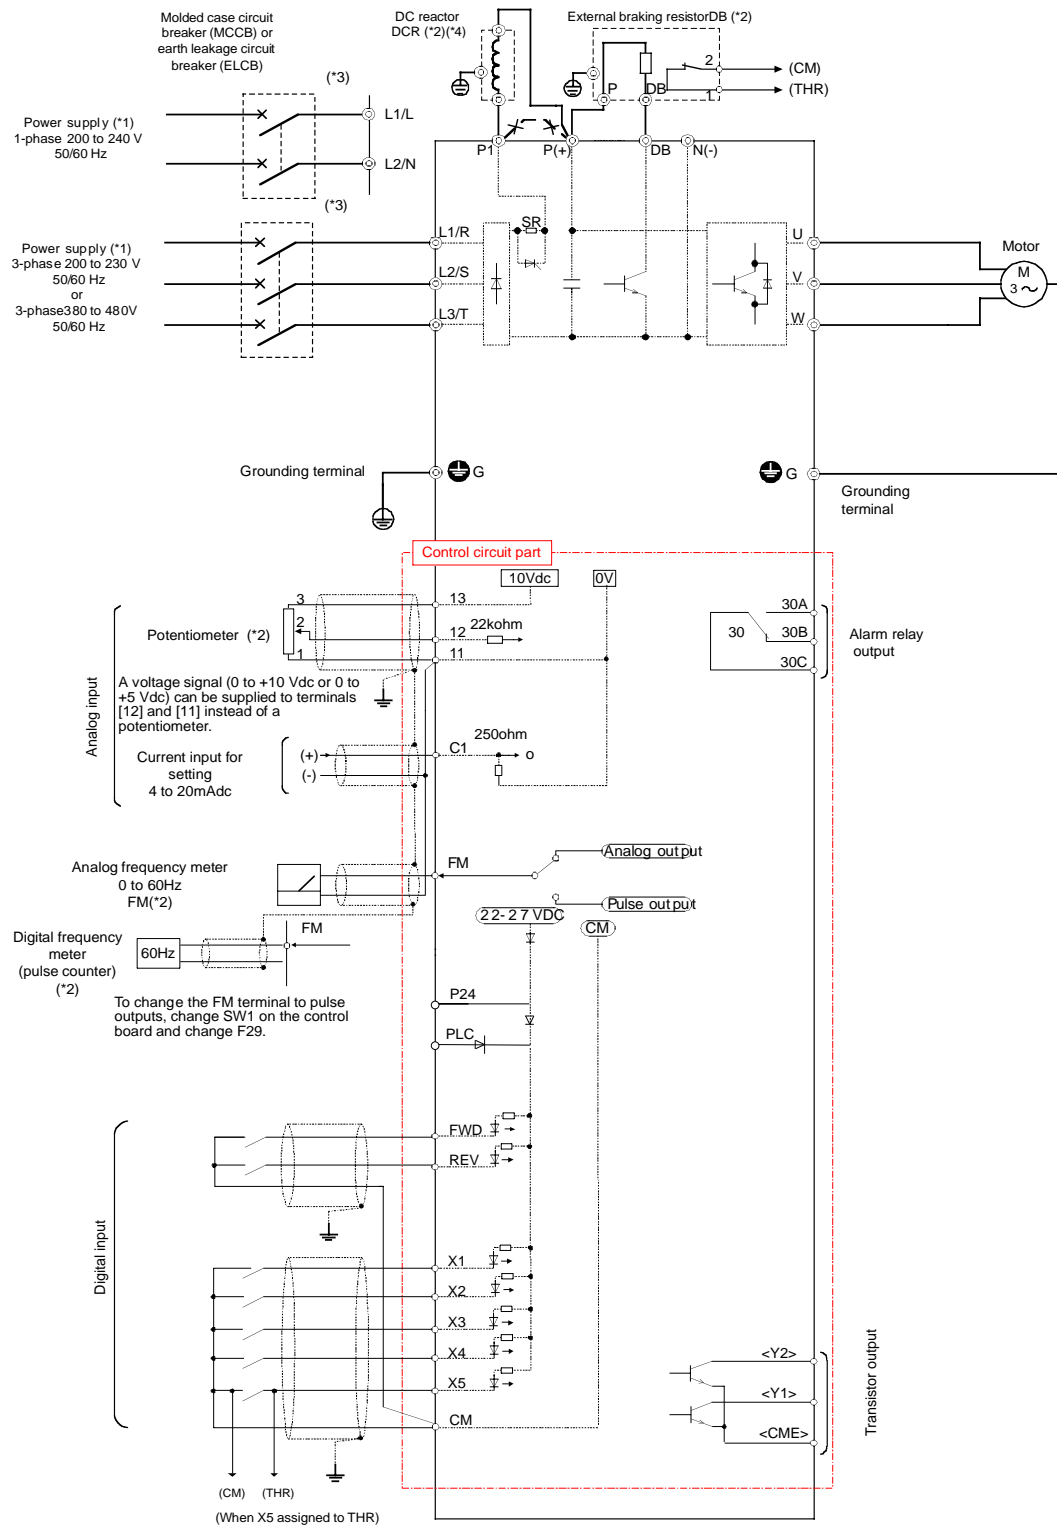 Molded case circuit
breaker (MCCB) or
earth leakage circuit
breaker (ELCB)
DC reactor
DCR (*2)(*4)
External braking resistorDB (*2)
2
(CM)
P
DB
1
(THR)
(*3)
L1/L
Power supply (*1)
1-phase 200 to 240 V
50/60 Hz
L2/N
P1
P(+)
DB
N(-)
(*3)
SR
L1/R
U
Motor
Power supply (*1)
3-phase 200 to 230 V
50/60 Hz
or
3-phase380 to 480V
50/60 Hz
L2/S
V
M
3
L3/T
W
Grounding terminal
G
G
Grounding
terminal
Control circuit part
10Vdc
0V
3
13
30A
Potentiometer (*2)
2
12
22kohm
30
30B
Alarm relay
output
1
11
30C
Analog input
A voltage signal (0 to +10 Vdc or 0 to
+5 Vdc) can be supplied to terminals
[12] and [11] instead of a
potentiometer.
250ohm
Current input for
setting
4 to 20mAdc
(+)
(-)
C1
o
Analog output
Analog frequency meter
0 to 60Hz
FM(*2)
FM
Pulse output
22-27 VDC
CM
Digital frequency
meter
(pulse counter)
(*2)
60Hz
FM
To change the FM terminal to pulse
outputs, change SW1 on the control
board and change F29.
P24
PLC
FWD
REV
Digital input
X1
X2
X3
X4
X5
CM
<Y2>
<Y1>
<CME>
Transistor output
(CM)
(THR)
(When X5 assigned to THR)